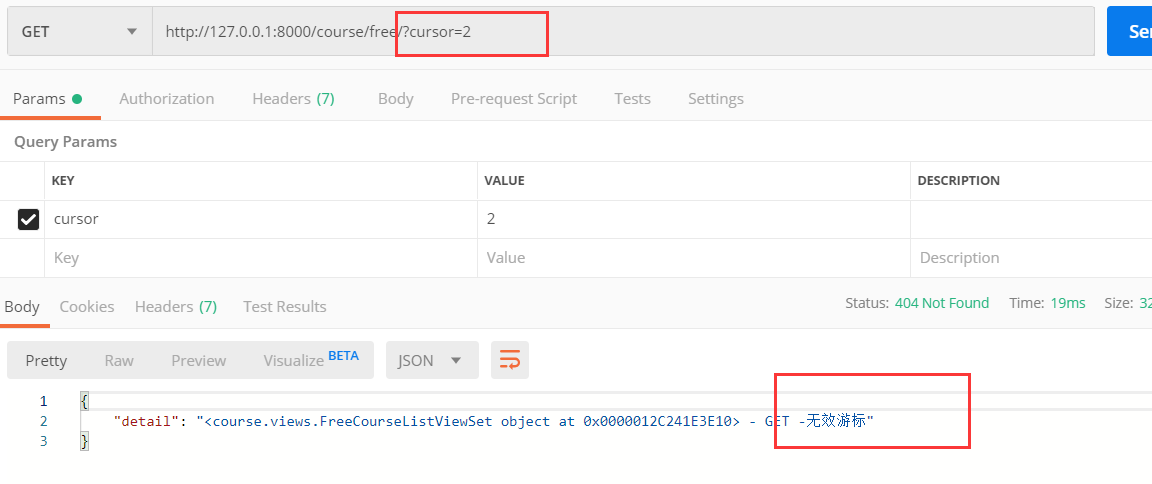 GET http://127.0.0.1:8000/course/free/?cursor=2 Se
Params Authorization Headers (7) Body Pre-request Script Tests Settings
Query Params
KEY VALUE DESCRIPTION
cursor 2
Key Value Description
Body Cookies Headers (7) Test Results Status: 404 Not Found Time: 19ms Size: 32
Pretty Raw Preview Visualize BETA JSON
1 {
2 "detail": "<course.views.FreeCourseListViewSet object at 0x0000012C241E3E10> - GET -无效游标"
3 }